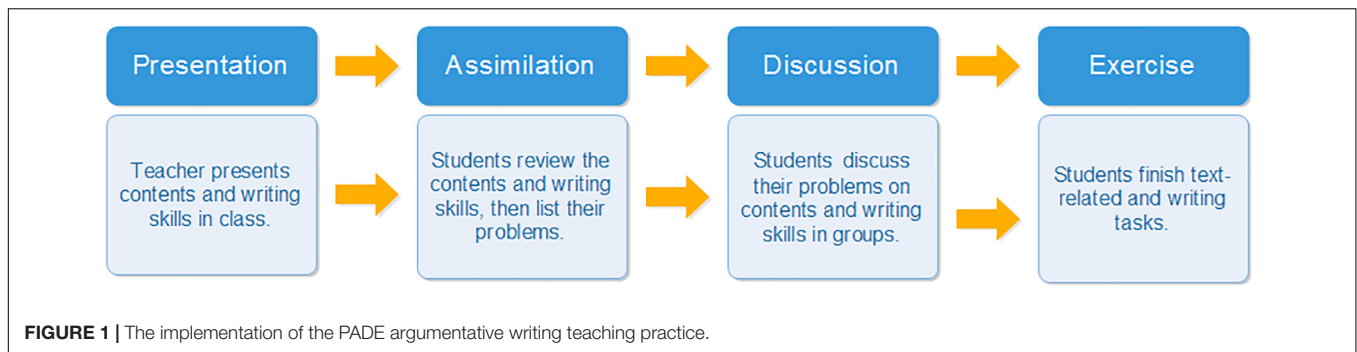 Presentation
Assimilation
Discussion
Exercise
Teacher presents
contents and writing
skills in class.
Students review the
contents and writing
skills, then list their
problems.
Students discuss
their problems on
contents and writing
skills in groups.
Students finish text-
related and writing
tasks.
FIGURE 1 | The implementation of the PADE argumentative writing teaching practice.